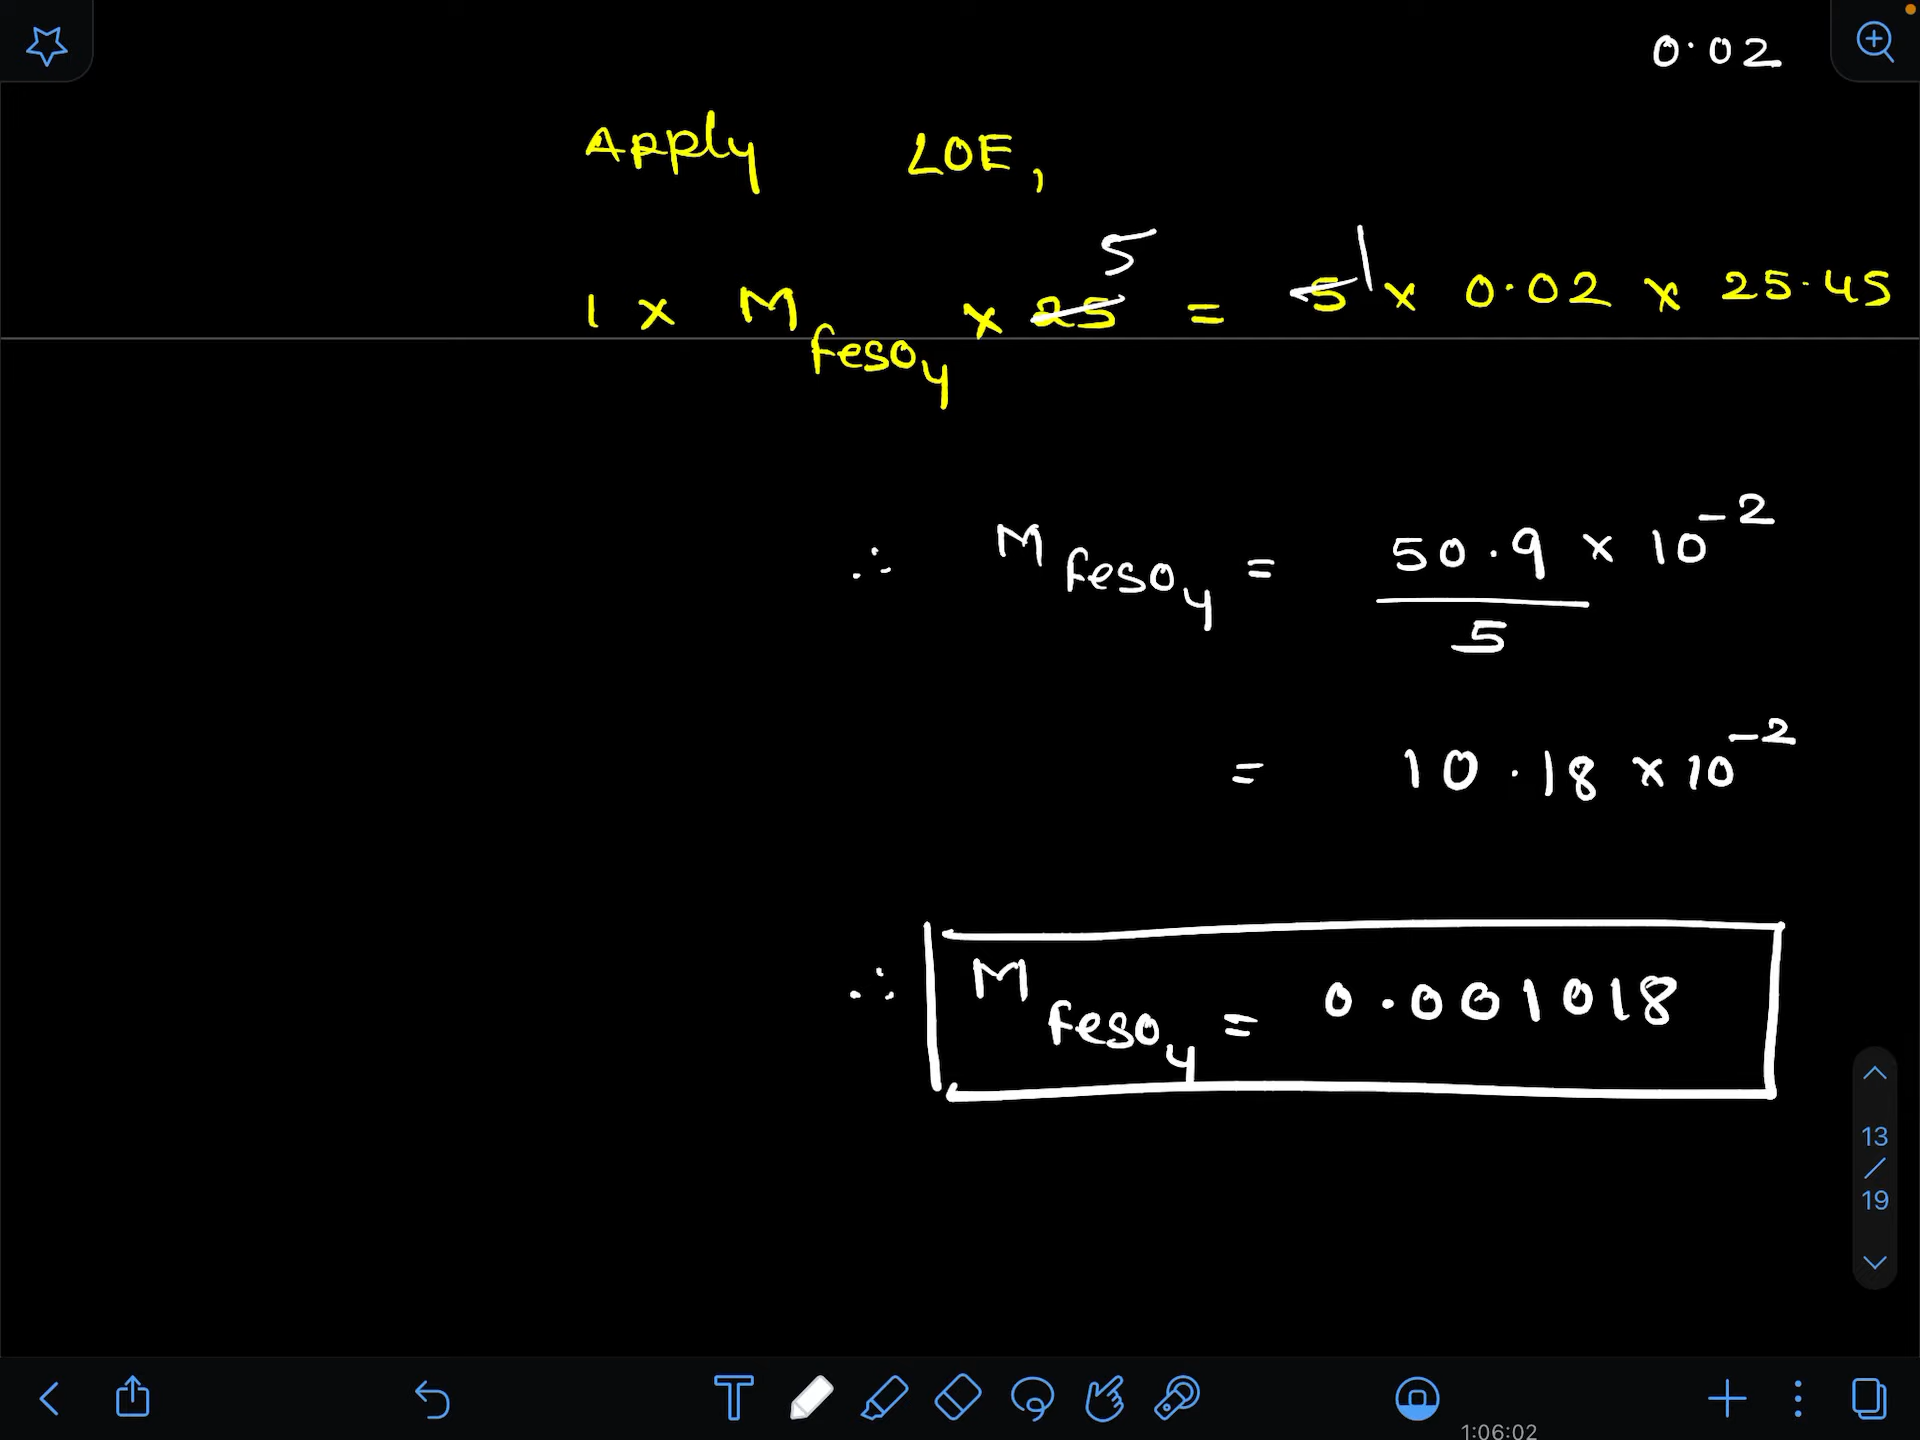 0.02
Apply LOE,
5 1
1 x M FeSO4 x 25 = 5 x 0.02 x 25.45
∴ M FeSO4 = 50.9 x 10^-2
5
= 10.18 x 10^-2
∴ M FeSO4 = 0.001018
13
/
19
T
1:06:02